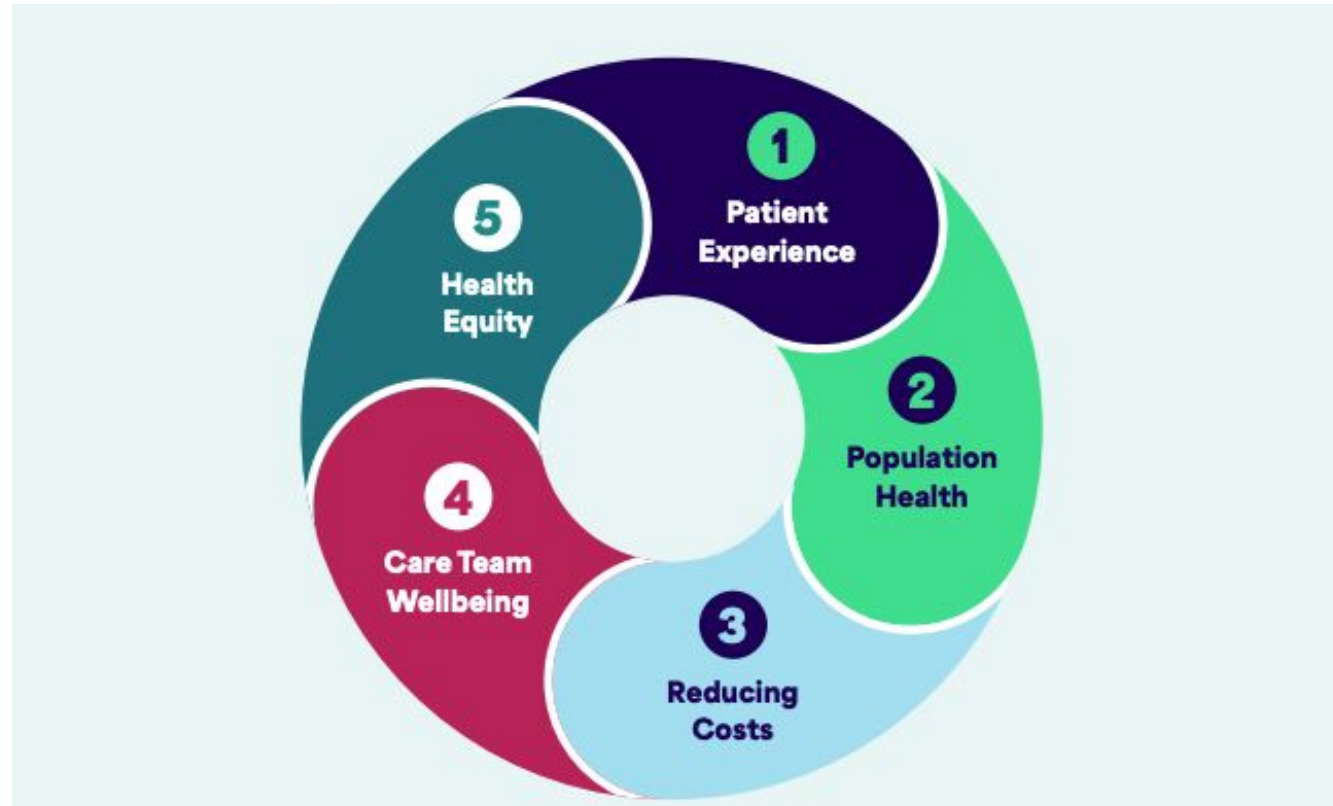 1
Patient
Experience
2
Population
Health
3
Reducing
Costs
4
Care Team
Wellbeing
5
Health
Equity